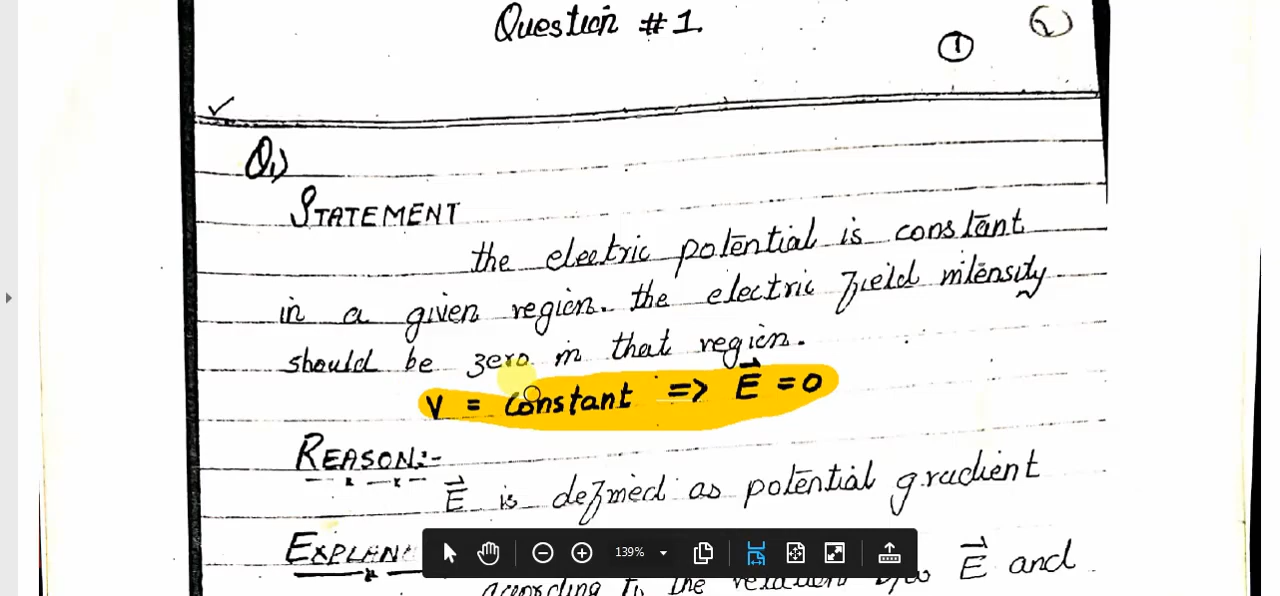 Question #1.
1
2
Q1)
STATEMENT
the electric potential is constant
in a given region. the electric field intensity
should be zero in that region.
V = constant => E⃗ = 0
REASON:-
E⃗ is defined as potential gradient
EXPLAN
139%
according to the relation b/w E⃗ and